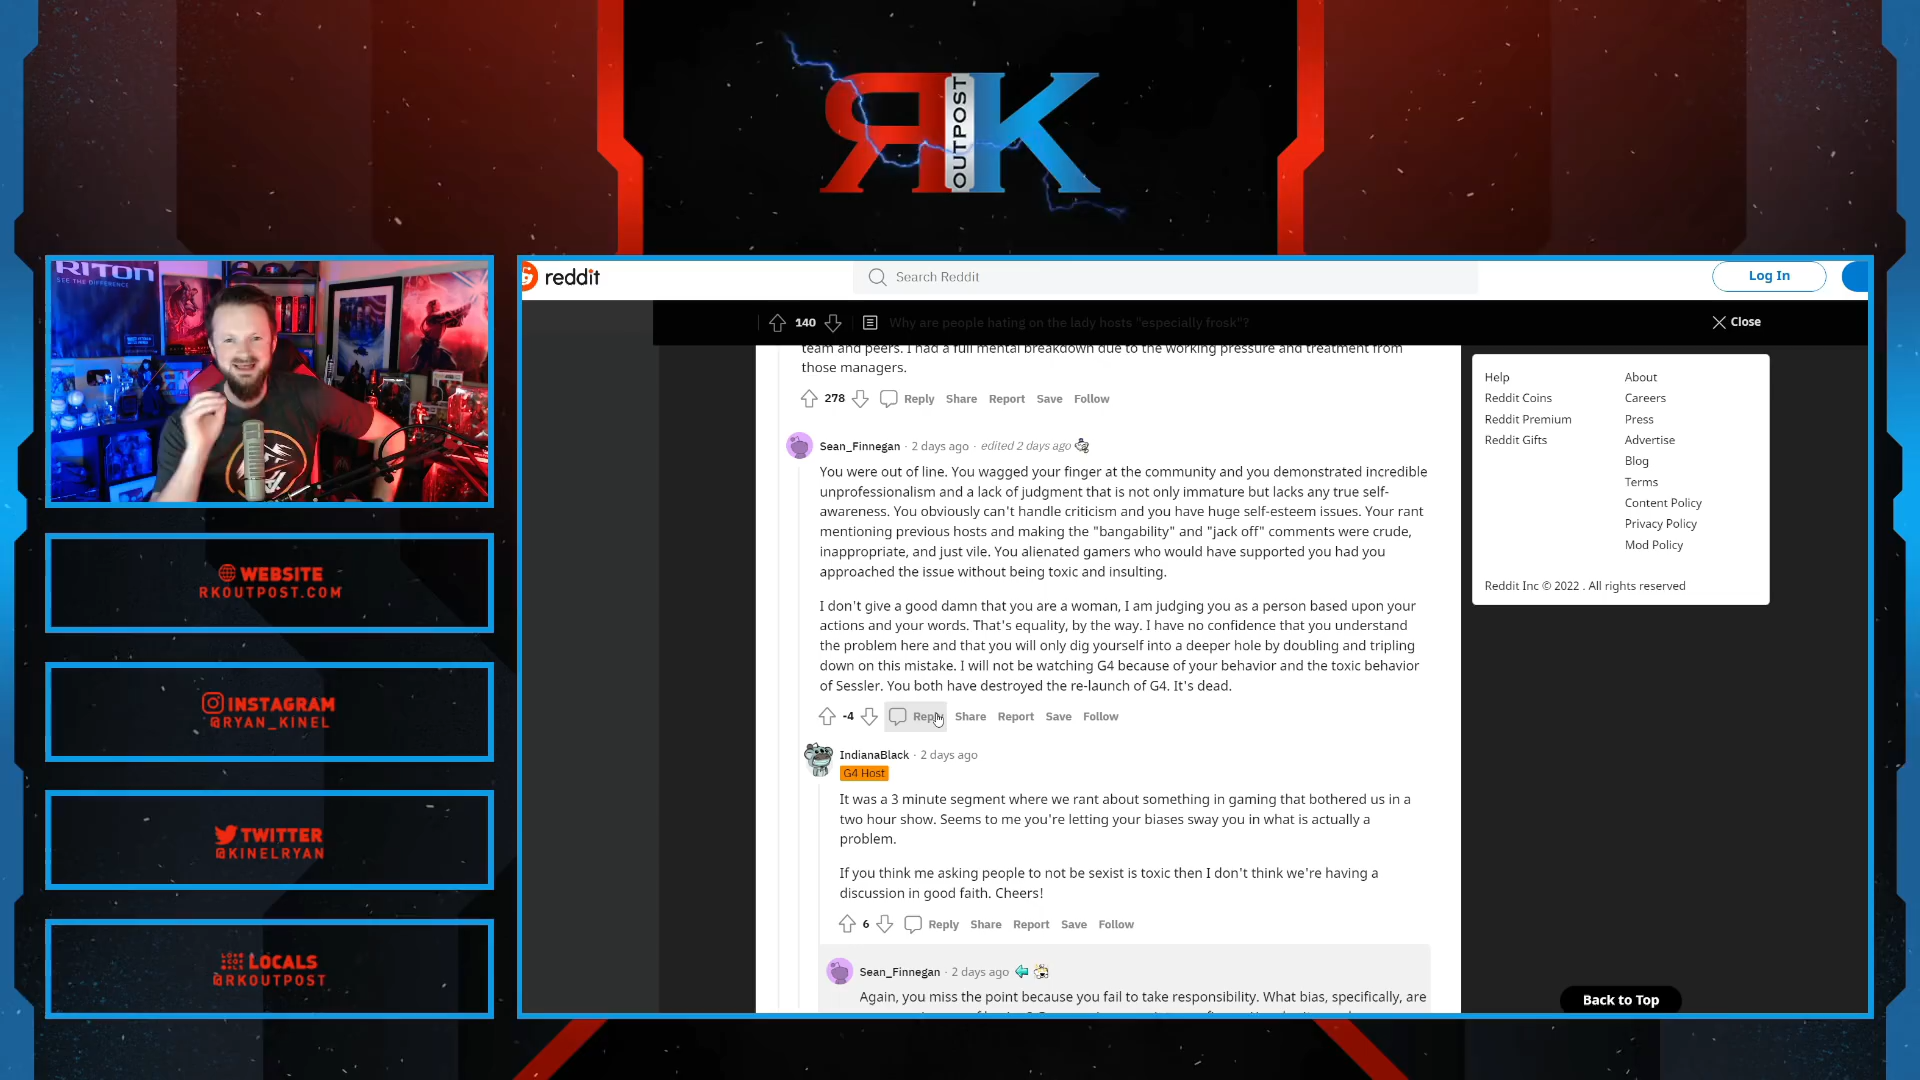 RK
OUTPOST
RITON
SEE THE DIFFERENCE
WEBSITE
RKOUTPOST.COM
INSTAGRAM
@RYAN_KINEL
TWITTER
@KINELRYAN
LOCALS
@RKOUTPOST
reddit
Search Reddit
Log In
140
Why are people hating on the lady hosts "especially frosk"?
Close
team and peers. I had a full mental breakdown due to the working pressure and treatment from
those managers.
278 Reply Share Report Save Follow
Sean_Finnegan · 2 days ago · edited 2 days ago
You were out of line. You wagged your finger at the community and you demonstrated incredible
unprofessionalism and a lack of judgment that is not only immature but lacks any true self-
awareness. You obviously can't handle criticism and you have huge self-esteem issues. Your rant
mentioning previous hosts and making the "bangability" and "jack off" comments were crude,
inappropriate, and just vile. You alienated gamers who would have supported you had you
approached the issue without being toxic and insulting.
I don't give a good damn that you are a woman, I am judging you as a person based upon your
actions and your words. That's equality, by the way. I have no confidence that you understand
the problem here and that you will only dig yourself into a deeper hole by doubling and tripling
down on this mistake. I will not be watching G4 because of your behavior and the toxic behavior
of Sessler. You both have destroyed the re-launch of G4. It's dead.
-4 Reply Share Report Save Follow
IndianaBlack · 2 days ago
G4 Host
It was a 3 minute segment where we rant about something in gaming that bothered us in a
two hour show. Seems to me you're letting your biases sway you in what is actually a
problem.
If you think me asking people to not be sexist is toxic then I don't think we're having a
discussion in good faith. Cheers!
6 Reply Share Report Save Follow
Sean_Finnegan · 2 days ago
Again, you miss the point because you fail to take responsibility. What bias, specifically, are
Help About
Reddit Coins Careers
Reddit Premium Press
Reddit Gifts Advertise
Blog
Terms
Content Policy
Privacy Policy
Mod Policy
Reddit Inc © 2022 . All rights reserved
Back to Top